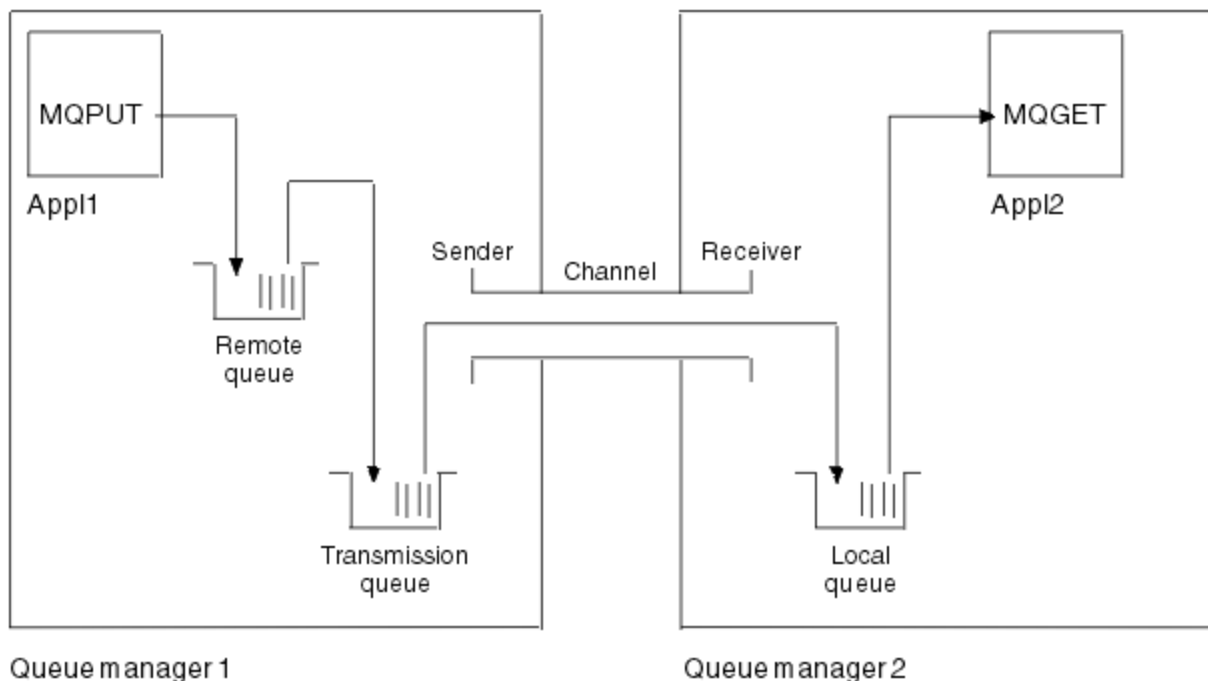 MQPUT
MQGET
Appl1
Appl2
Sender
Channel
Receiver
Remote
queue
Transmission
queue
Local
queue
Queue manager 1
Queue manager 2